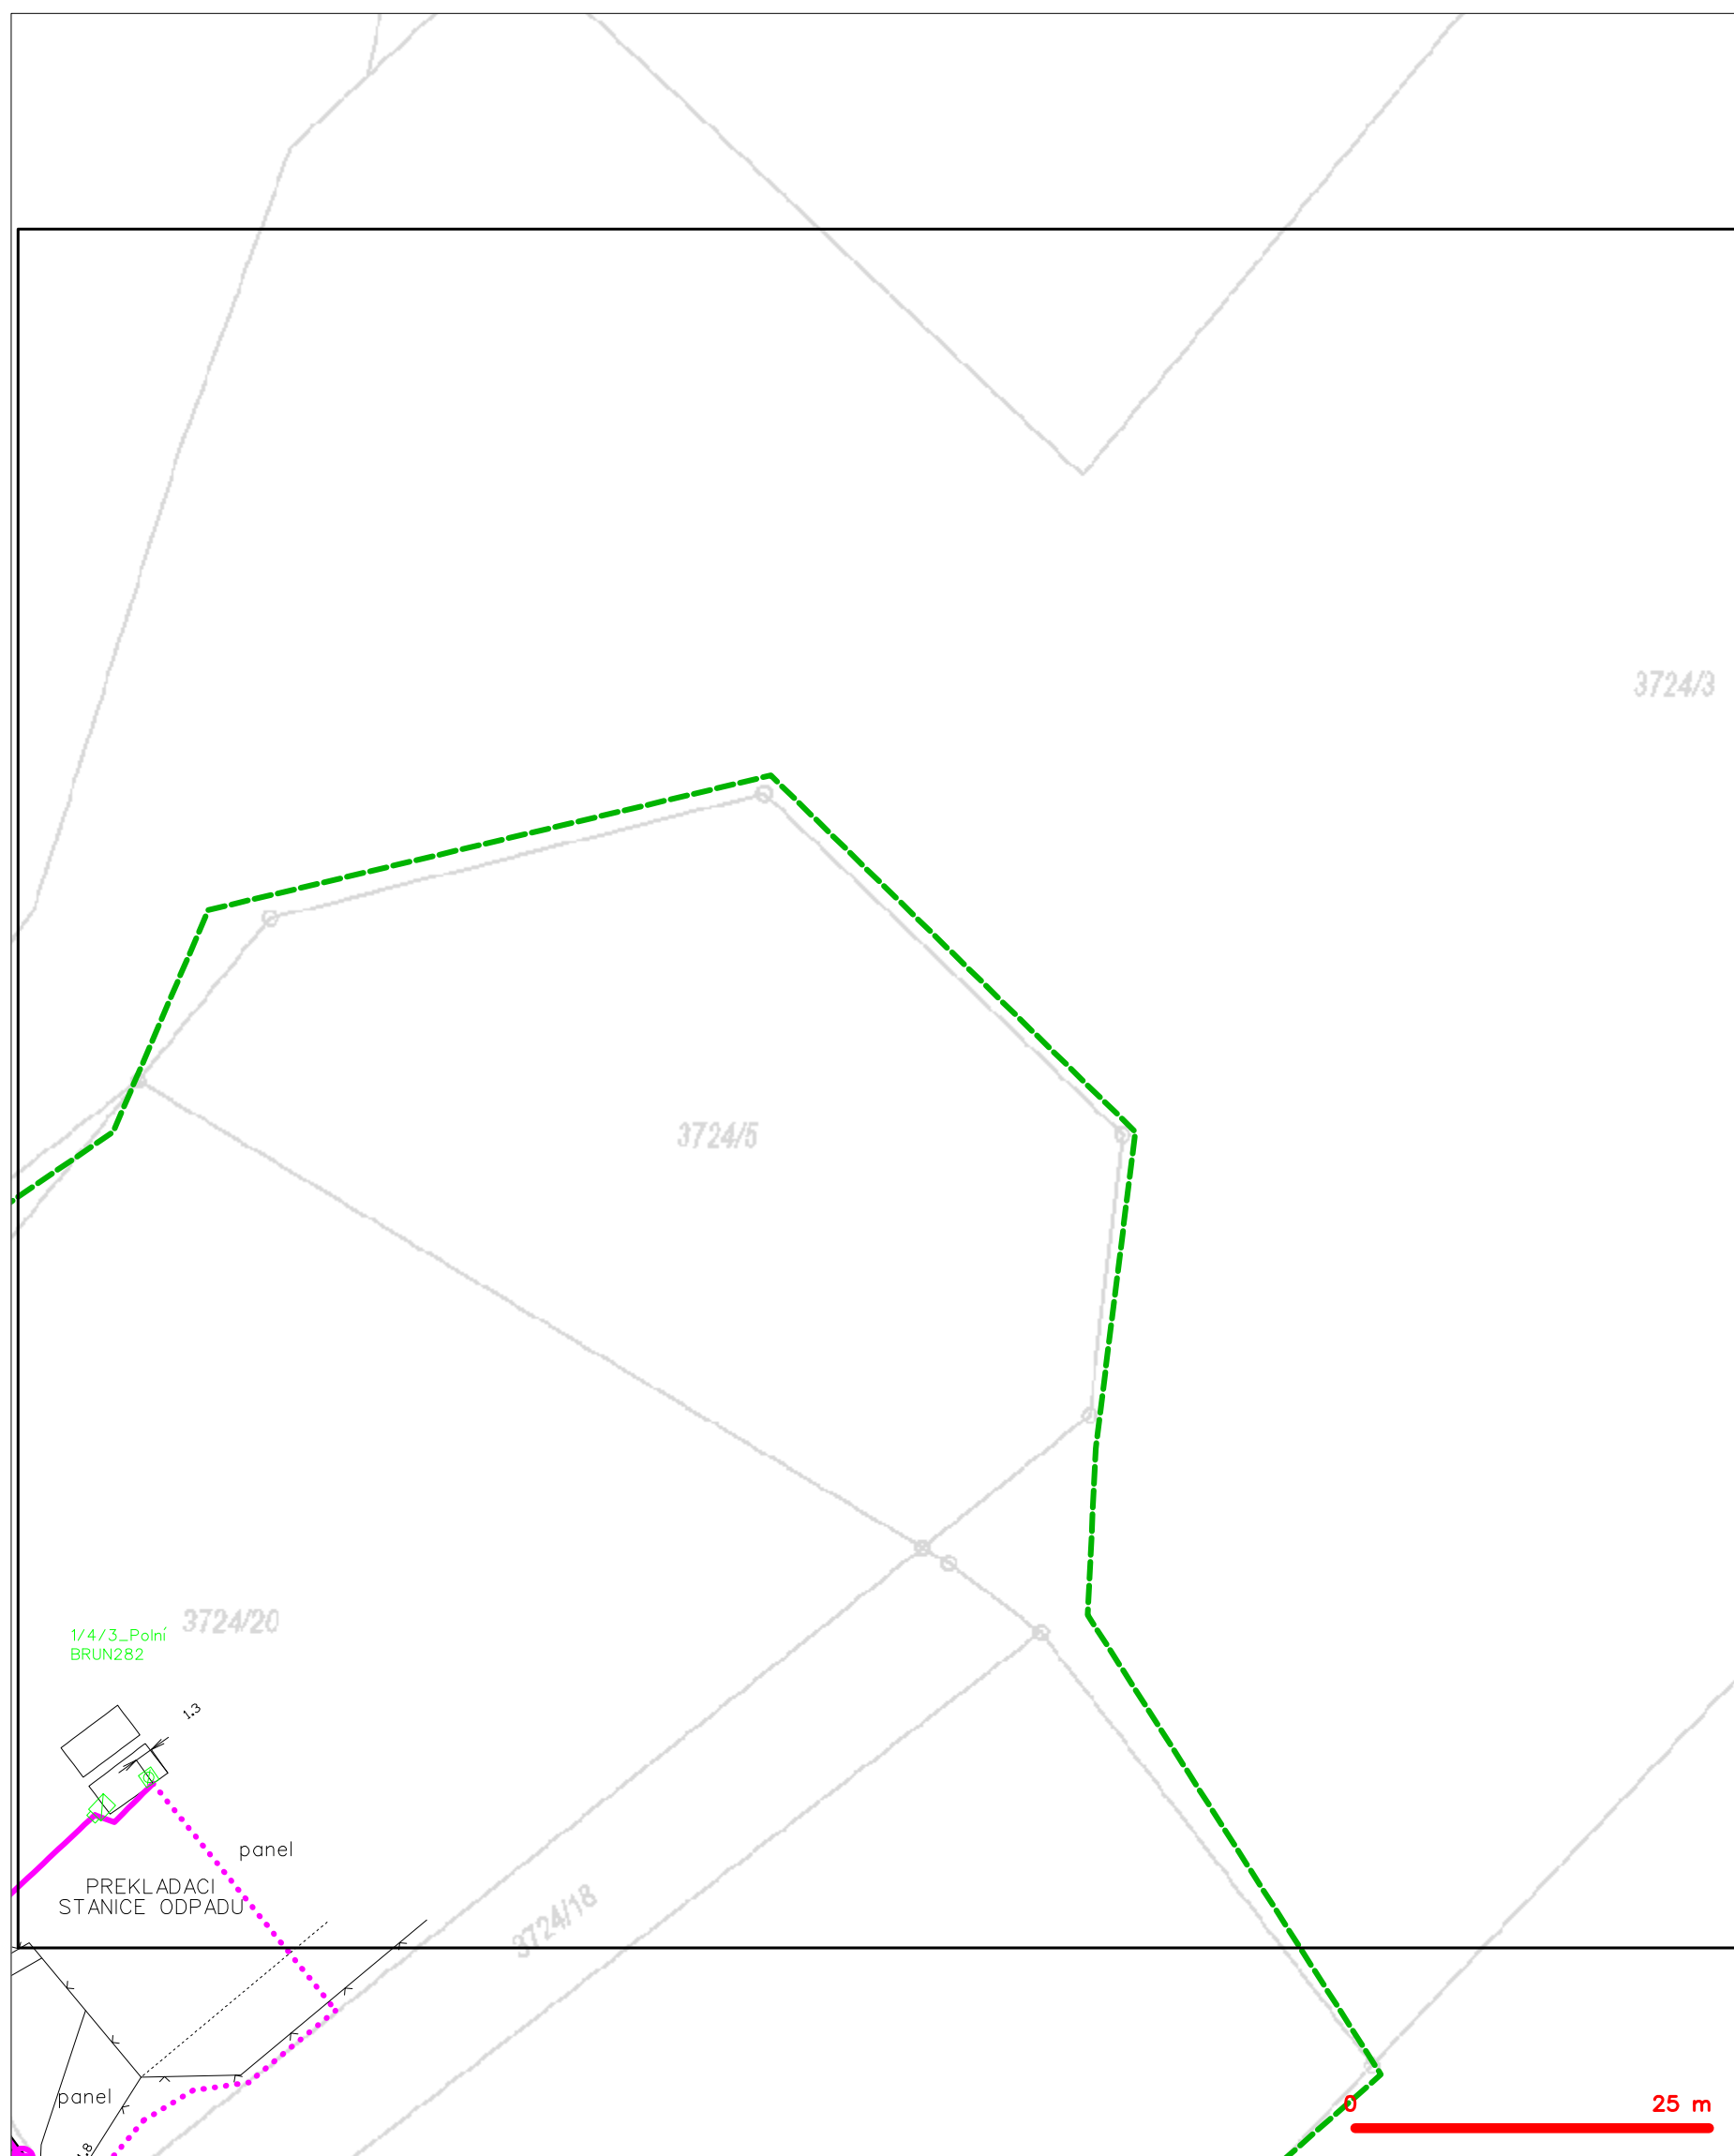 3724/3
3724/5
3724/20
1/4/3_Polní
BRUN282
1.3
panel
PREKLADACI
STANICE ODPADU
3724/18
panel
0
25 m